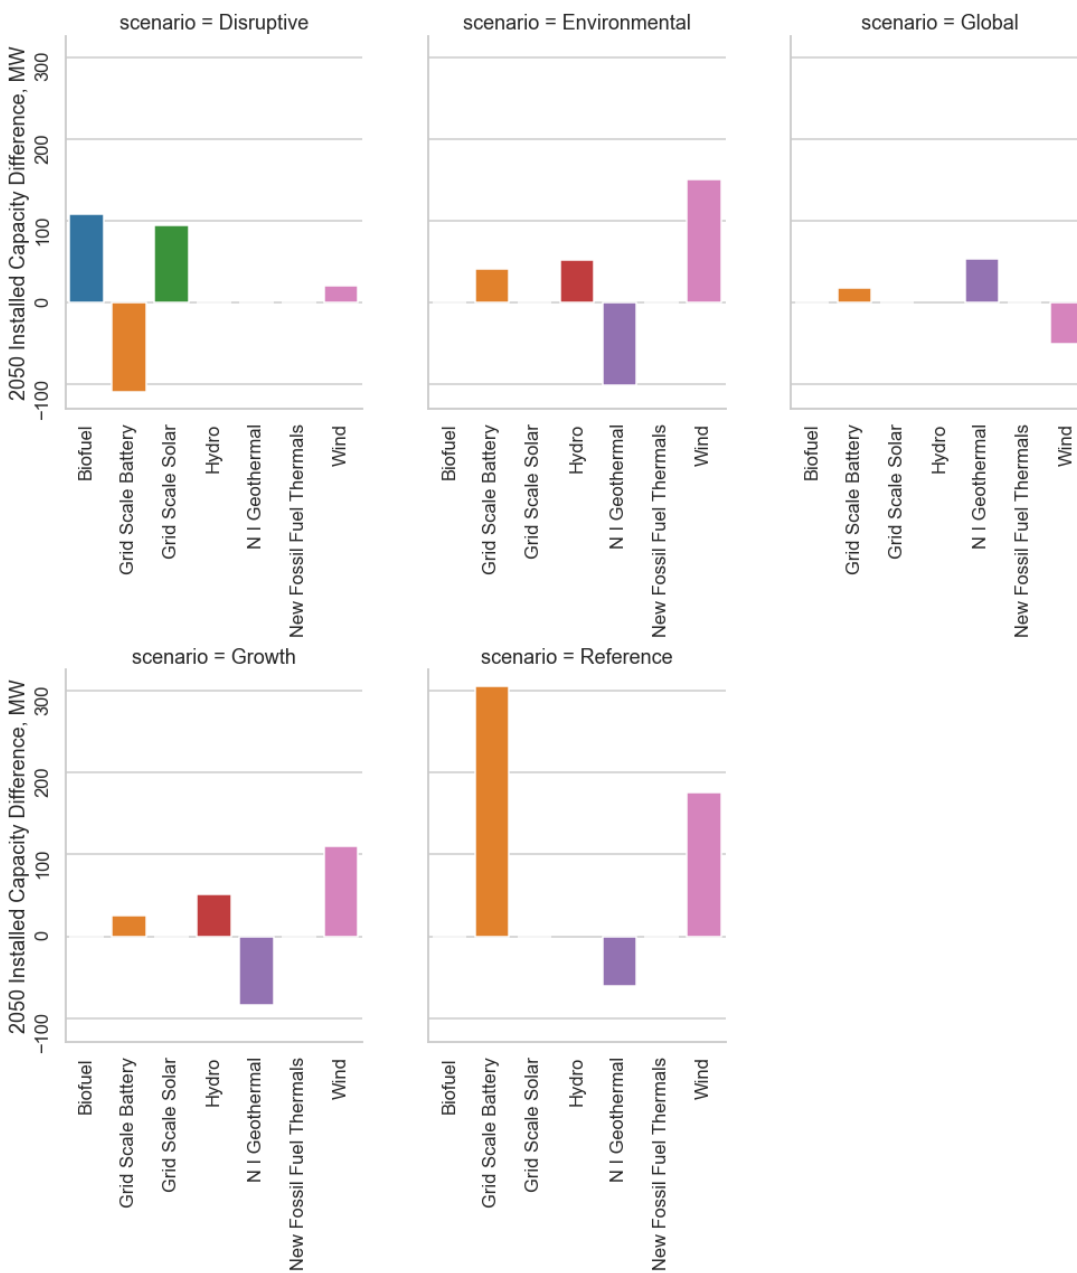 scenario = Disruptive
scenario = Environmental
scenario = Global
2050 Installed Capacity Difference, MW
300
200
100
0
−100
Biofuel
Grid Scale Battery
Grid Scale Solar
Hydro
N I Geothermal
New Fossil Fuel Thermals
Wind
Biofuel
Grid Scale Battery
Grid Scale Solar
Hydro
N I Geothermal
New Fossil Fuel Thermals
Wind
Biofuel
Grid Scale Battery
Grid Scale Solar
Hydro
N I Geothermal
New Fossil Fuel Thermals
Wind
scenario = Growth
scenario = Reference
2050 Installed Capacity Difference, MW
300
200
100
0
−100
Biofuel
Grid Scale Battery
Grid Scale Solar
Hydro
N I Geothermal
New Fossil Fuel Thermals
Wind
Biofuel
Grid Scale Battery
Grid Scale Solar
Hydro
N I Geothermal
New Fossil Fuel Thermals
Wind